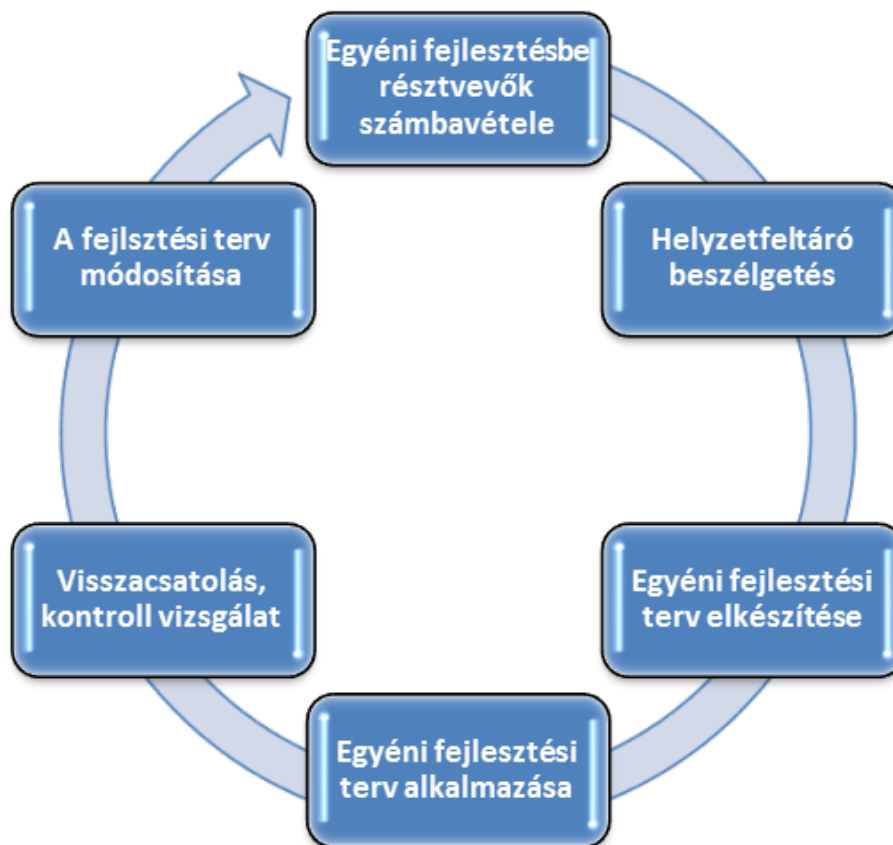 Egyéni fejlesztésbe
résztvevők
számbavétele
Helyzetfeltáró
beszélgetés
Egyéni fejlesztési
terv elkészítése
Egyéni fejlesztési
terv alkalmazása
Visszacsatolás,
kontroll vizsgálat
A fejlsztési terv
módosítása